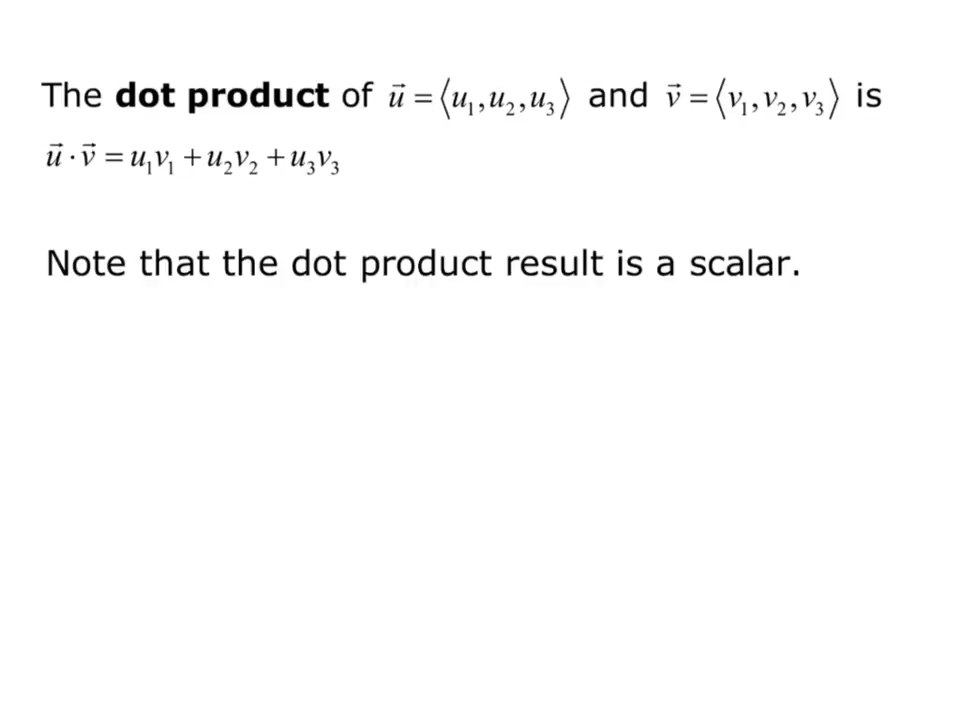 The dot product of u⃗ = ⟨u₁,u₂,u₃⟩ and v⃗ = ⟨v₁,v₂,v₃⟩ is
u⃗ · v⃗ = u₁v₁ + u₂v₂ + u₃v₃
Note that the dot product result is a scalar.